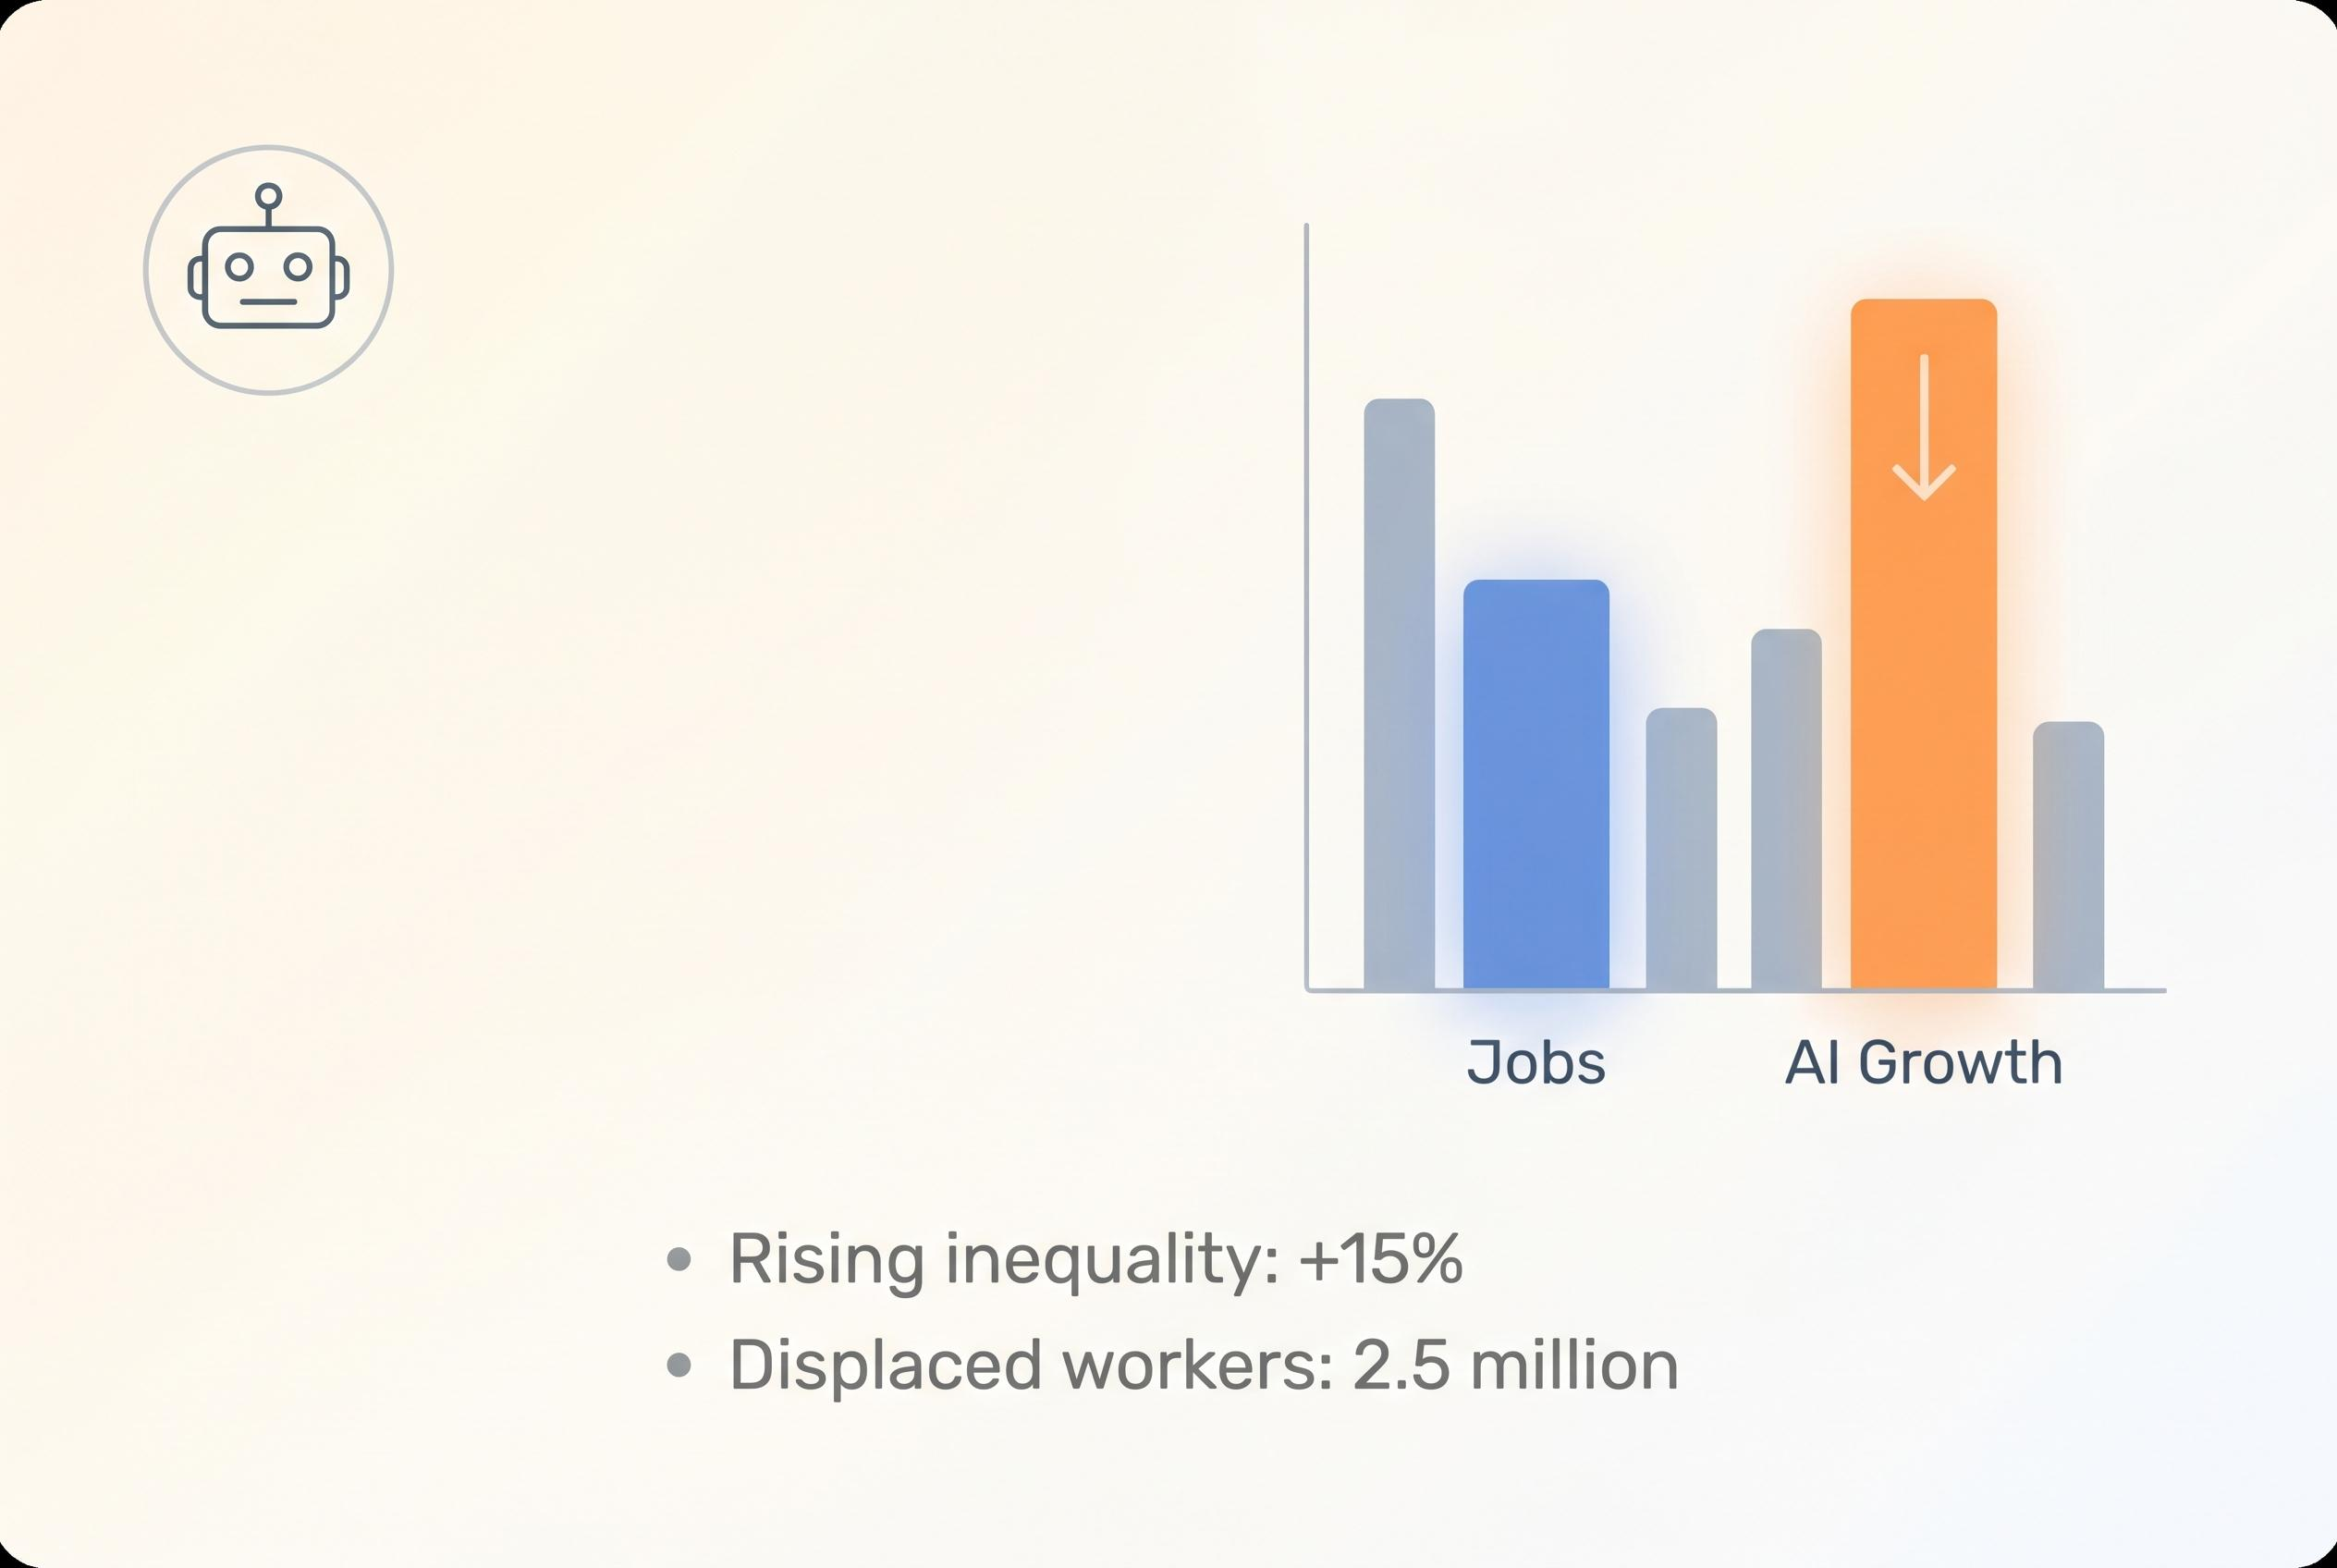 Jobs
AI Growth
Rising inequality: +15%
Displaced workers: 2.5 million